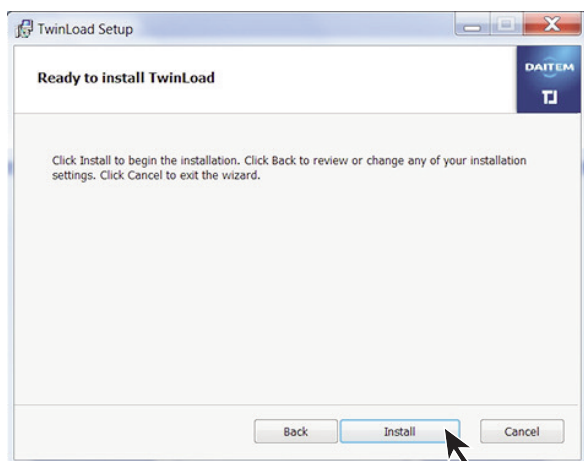 TwinLoad Setup
Ready to install TwinLoad
DAITEM
TJ
Click Install to begin the installation. Click Back to review or change any of your installation
settings. Click Cancel to exit the wizard.
Back Install Cancel